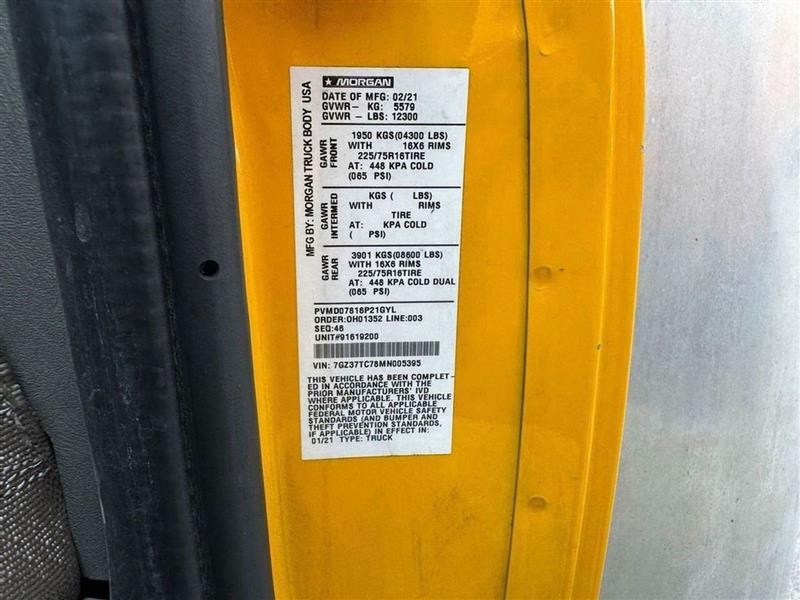 ★ MORGAN
MFG BY: MORGAN TRUCK BODY USA
DATE OF MFG: 02/21
GVWR- KG: 5579
GVWR - LBS: 12300
GAWR
FRONT
1950 KGS(04300 LBS)
WITH 16X6 RIMS
225/75R16TIRE
AT: 448 KPA COLD
(065 PSI)
GAWR
INTERMED
KGS ( LBS)
WITH RIMS
TIRE
AT: KPA COLD
( PSI)
GAWR
REAR
3901 KGS(08600 LBS)
WITH 16X6 RIMS
225/75R16TIRE
AT: 448 KPA COLD DUAL
(065 PSI)
PVMD07816P21GYL
ORDER:OH01352 LINE:003
SEQ:46
UNIT#91619200
VIN: 7GZ37TC78MN005395
THIS VEHICLE HAS BEEN COMPLET-
ED IN ACCORDANCE WITH THE
PRIOR MANUFACTURERS' IVD
WHERE APPLICABLE. THIS VEHICLE
CONFORMS TO ALL APPLICABLE
FEDERAL MOTOR VEHICLE SAFETY
STANDARDS (AND BUMPER AND
THEFT PREVENTION STANDARDS,
IF APPLICABLE) IN EFFECT IN:
01/21 TYPE: TRUCK